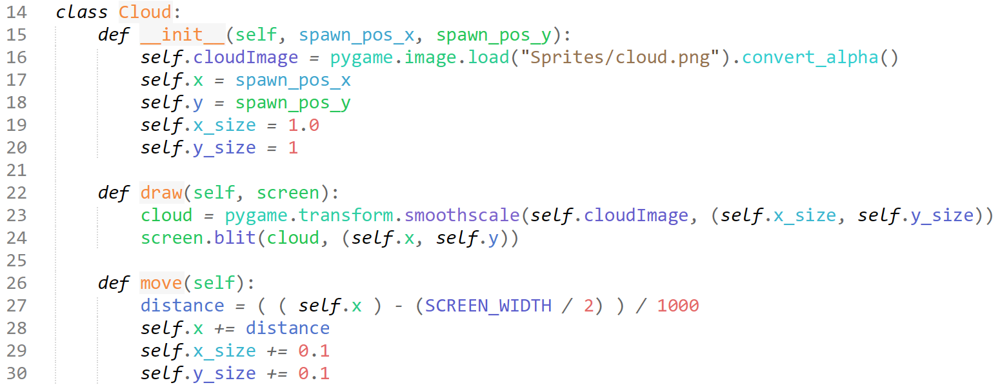 14 class Cloud:
15     def __init__(self, spawn_pos_x, spawn_pos_y):
16         self.cloudImage = pygame.image.load("Sprites/cloud.png").convert_alpha()
17         self.x = spawn_pos_x
18         self.y = spawn_pos_y
19         self.x_size = 1.0
20         self.y_size = 1
21
22     def draw(self, screen):
23         cloud = pygame.transform.smoothscale(self.cloudImage, (self.x_size, self.y_size))
24         screen.blit(cloud, (self.x, self.y))
25
26     def move(self):
27         distance = ( ( self.x ) - (SCREEN_WIDTH / 2) ) / 1000
28         self.x += distance
29         self.x_size += 0.1
30         self.y_size += 0.1